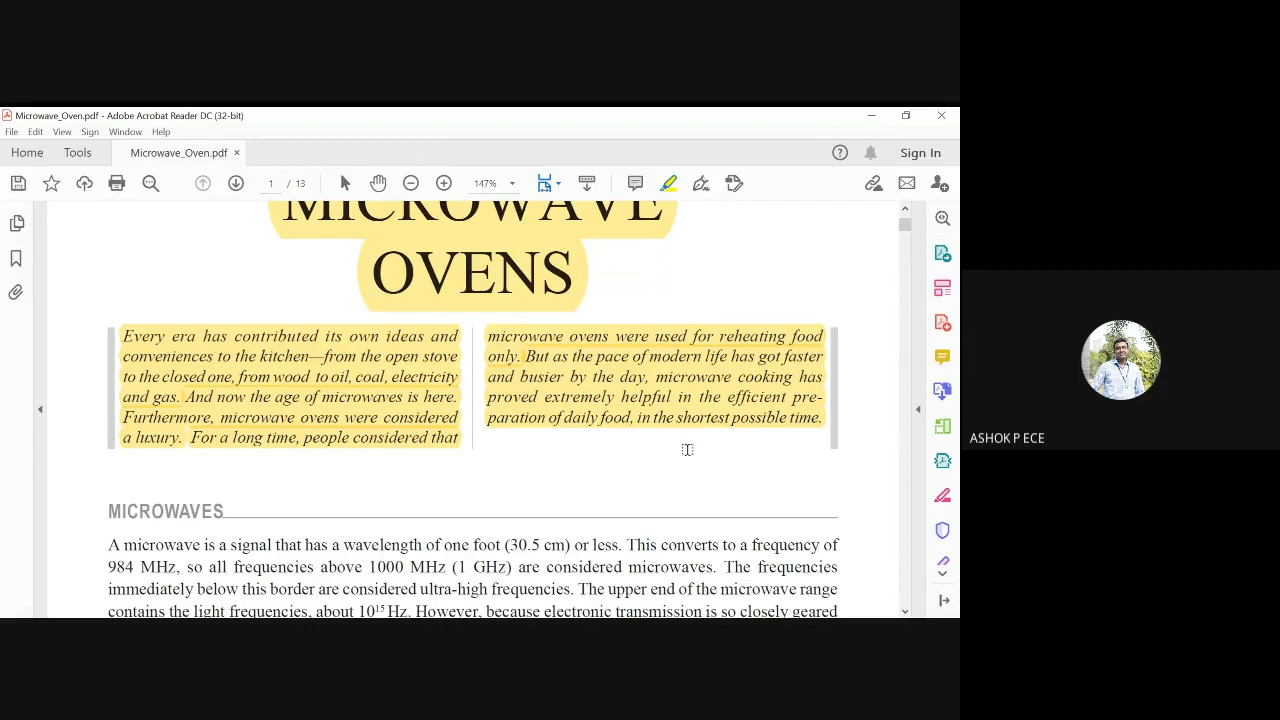 Microwave_Oven.pdf - Adobe Acrobat Reader DC (32-bit)
File Edit View Sign Window Help
Home Tools Microwave_Oven.pdf × Sign In
1 / 13 147%
MICROWAVE
OVENS
Every era has contributed its own ideas and
conveniences to the kitchen—from the open stove
to the closed one, from wood to oil, coal, electricity
and gas. And now the age of microwaves is here.
Furthermore, microwave ovens were considered
a luxury. For a long time, people considered that
microwave ovens were used for reheating food
only. But as the pace of modern life has got faster
and busier by the day, microwave cooking has
proved extremely helpful in the efficient pre-
paration of daily food, in the shortest possible time.
MICROWAVES
A microwave is a signal that has a wavelength of one foot (30.5 cm) or less. This converts to a frequency of
984 MHz, so all frequencies above 1000 MHz (1 GHz) are considered microwaves. The frequencies
immediately below this border are considered ultra-high frequencies. The upper end of the microwave range
contains the light frequencies, about 10¹⁵ Hz. However, because electronic transmission is so closely geared
ASHOK P ECE